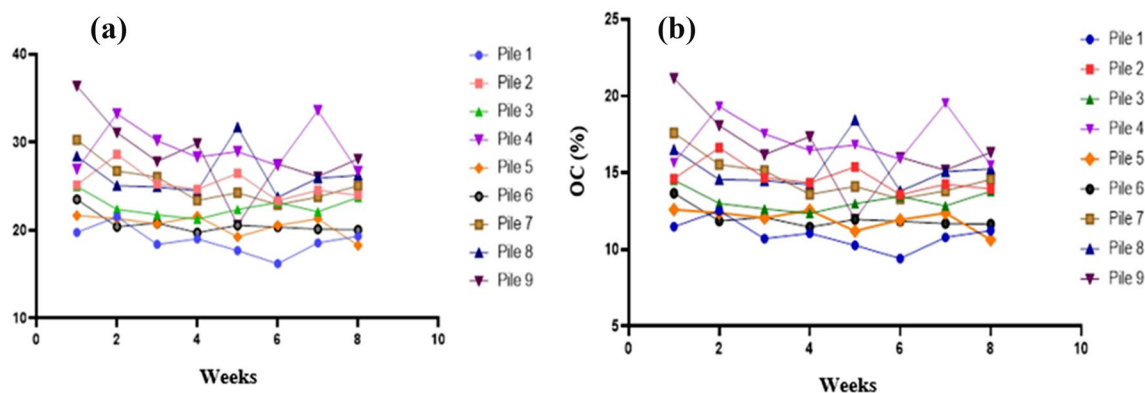 (a)
40
30
20
10
0
2
4
6
8
10
Weeks
Pile 1
Pile 2
Pile 3
Pile 4
Pile 5
Pile 6
Pile 7
Pile 8
Pile 9
(b)
OC (%)
25%
20%
15%
10%
5%
0
2
4
6
8
10
Weeks
Pile 1
Pile 2
Pile 3
Pile 4
Pile 5
Pile 6
Pile 7
Pile 8
Pile 9